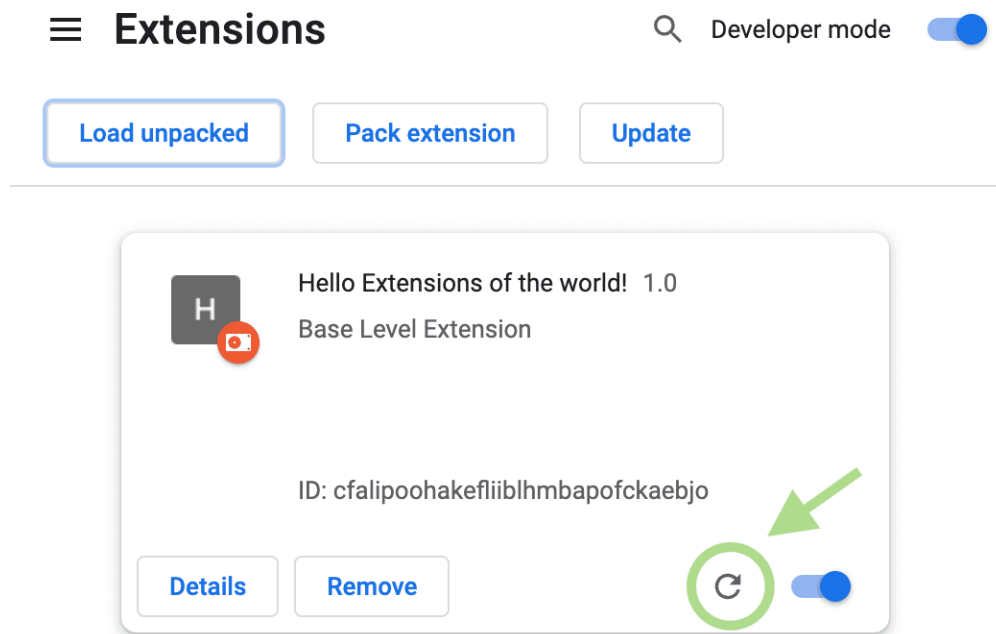 Extensions
Developer mode
Load unpacked
Pack extension
Update
H
Hello Extensions of the world! 1.0
Base Level Extension
ID: cfalipoohakefliiblhmbapofckaebjo
Details
Remove